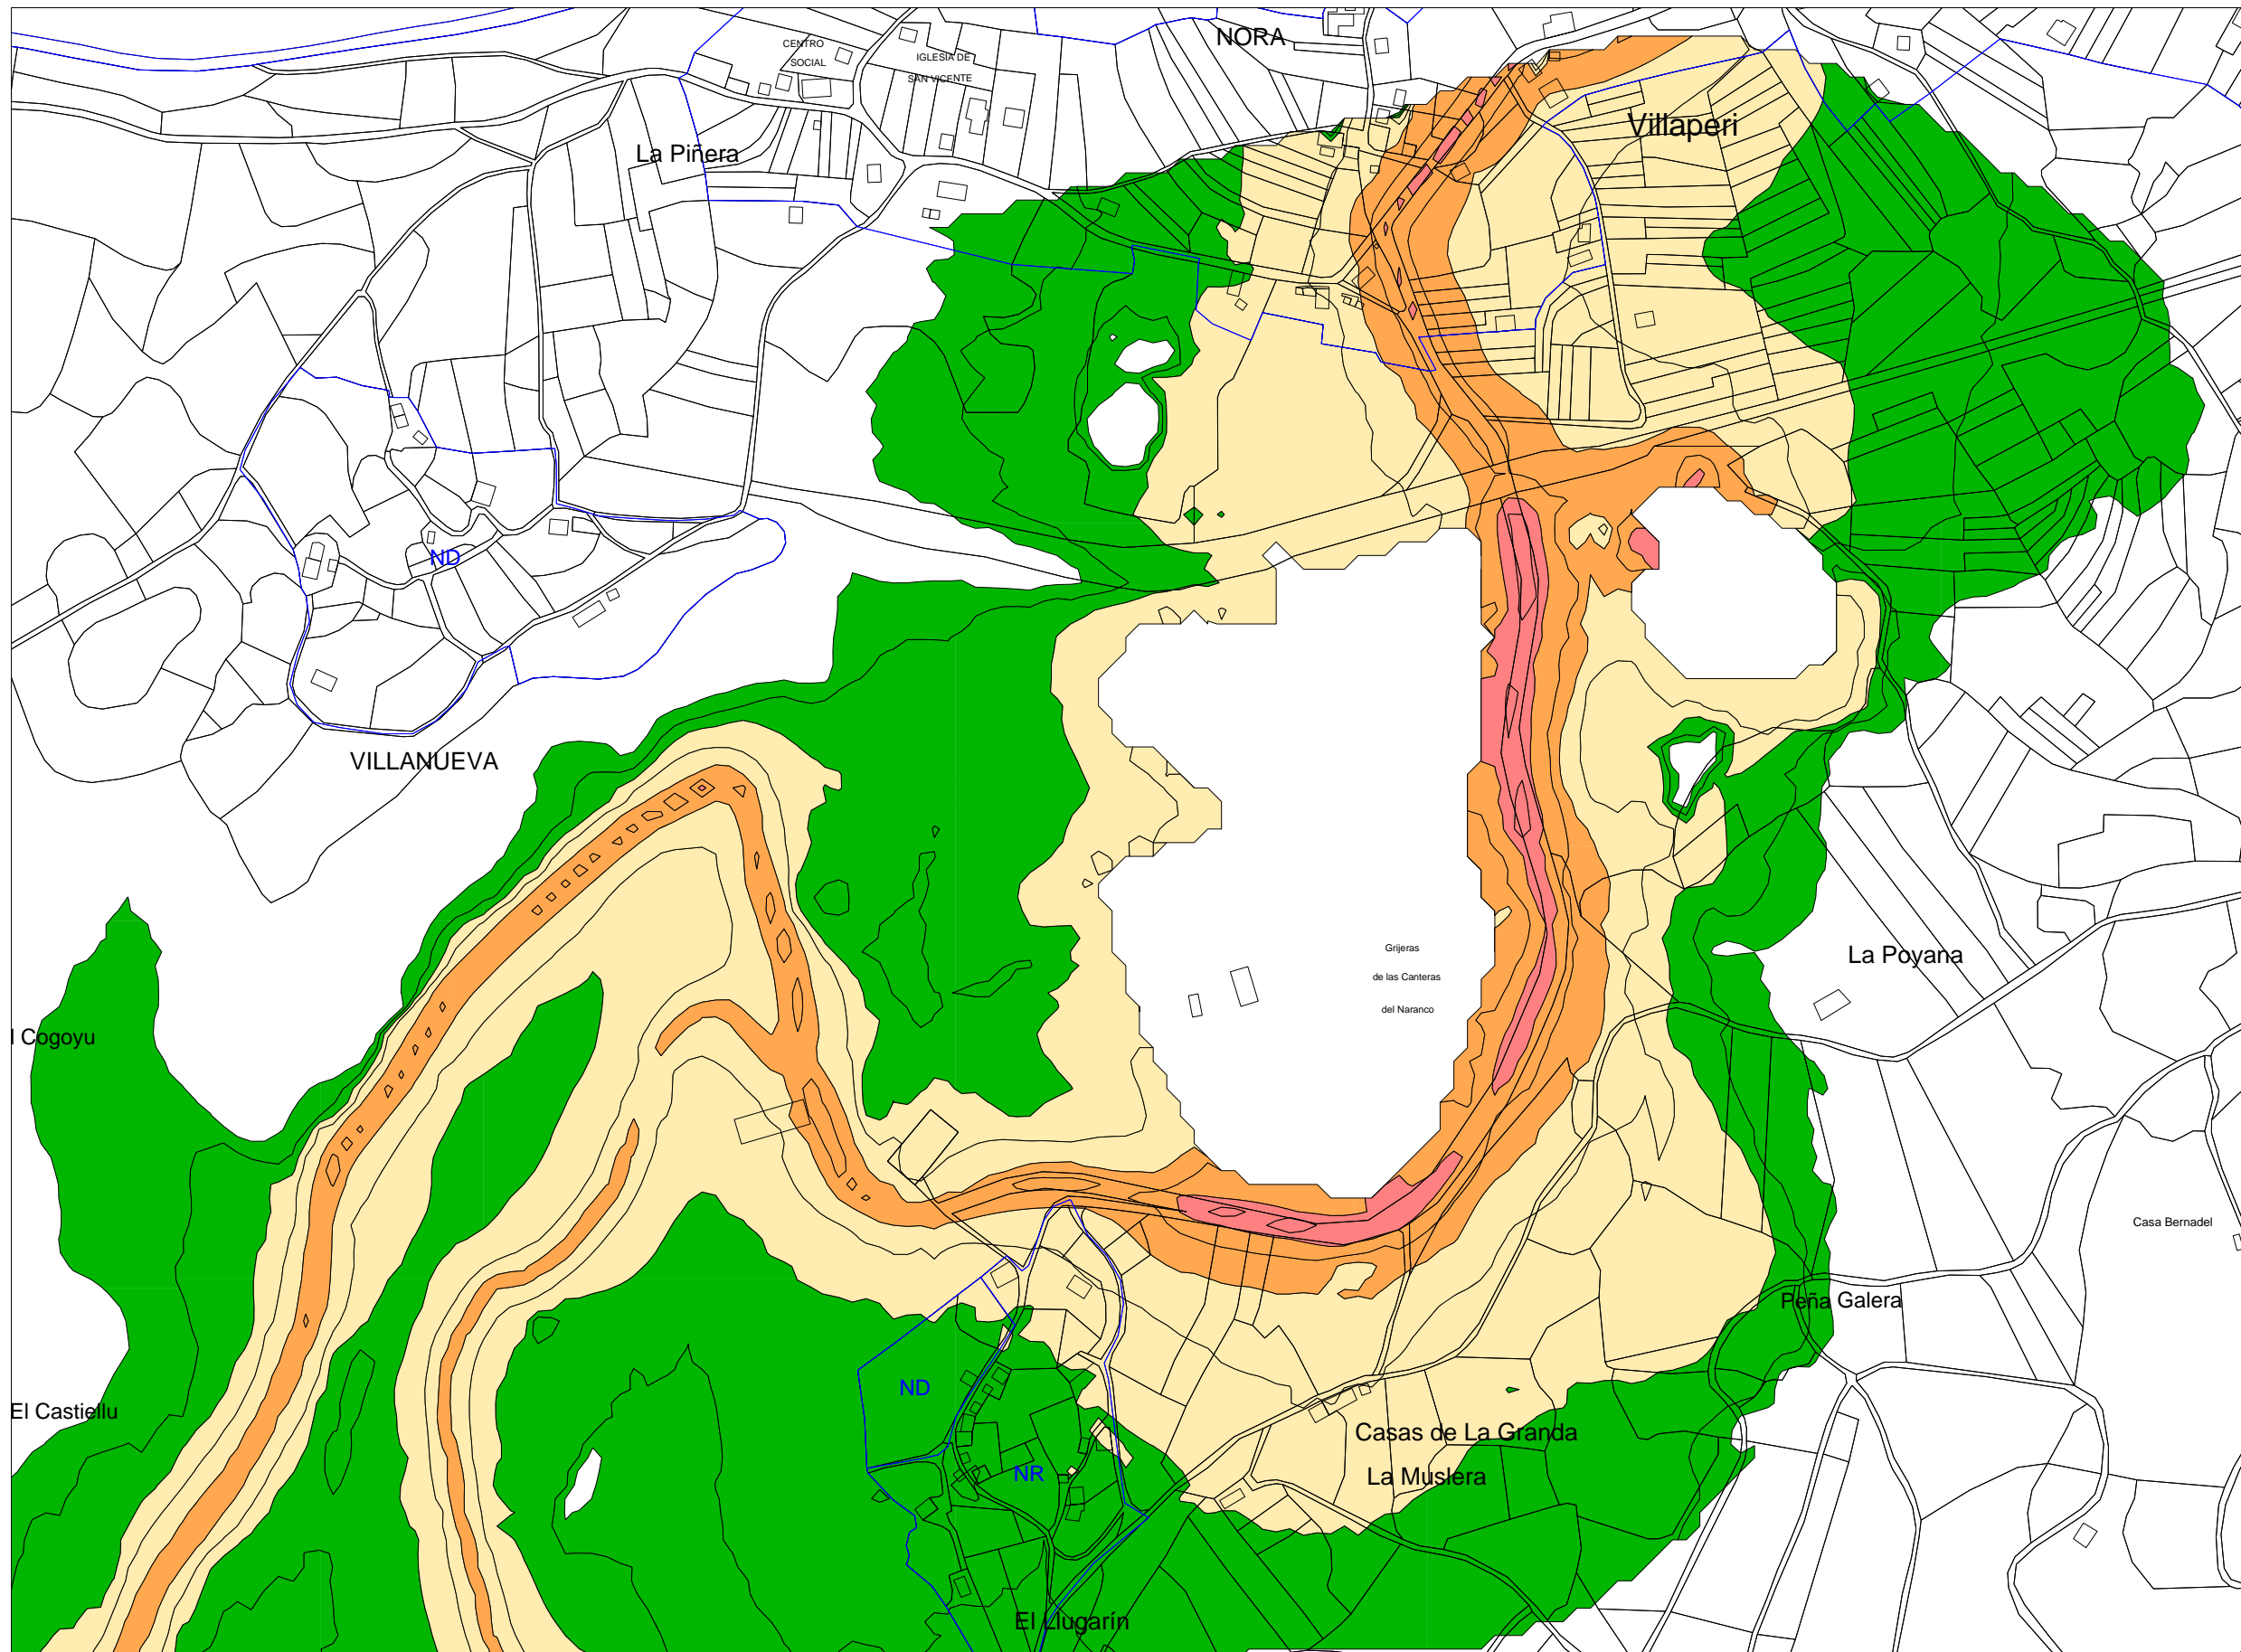 NORA
CENTRO
SOCIAL
IGLESIA DE
SAN VICENTE
Villaperi
La Piñera
ND
VILLANUEVA
Grijeras
de las Canteras
del Naranco
La Poyana
l Cogoyu
Casa Bernadel
Peña Galera
ND
El Castiellu
Casas de La Granda
NR
La Muslera
El Llugarín